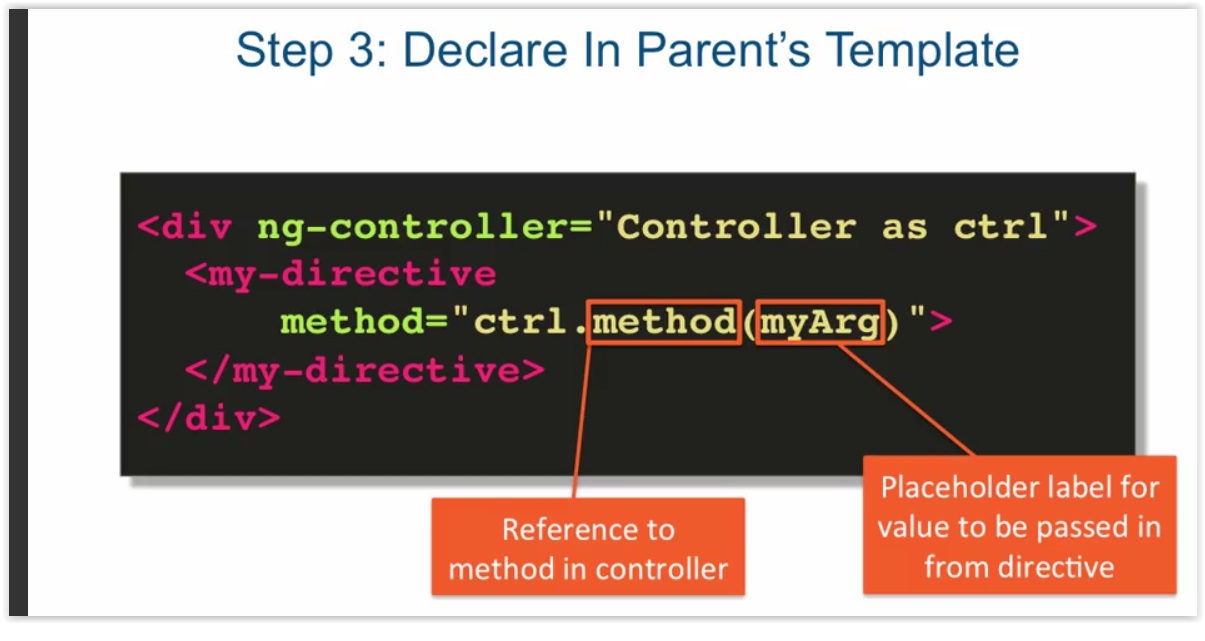 Step 3: Declare In Parent’s Template
<div ng-controller="Controller as ctrl">
<my-directive
method="ctrl.method(myArg)">
</my-directive>
</div>
Reference to
method in controller
Placeholder label for
value to be passed in
from directive